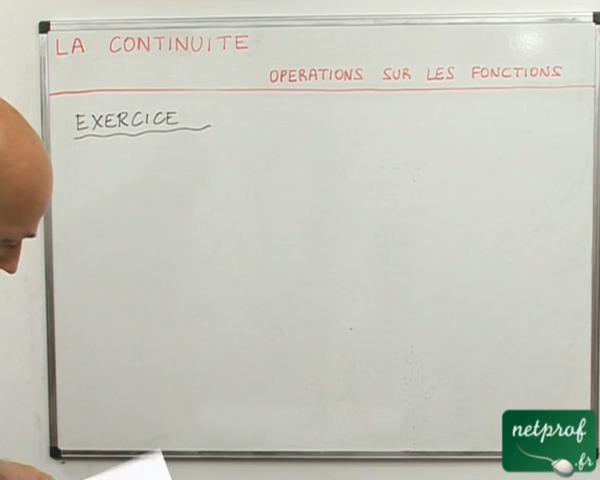 LA CONTINUITE
OPERATIONS SUR LES FONCTIONS
EXERCICE
netprof
.fr